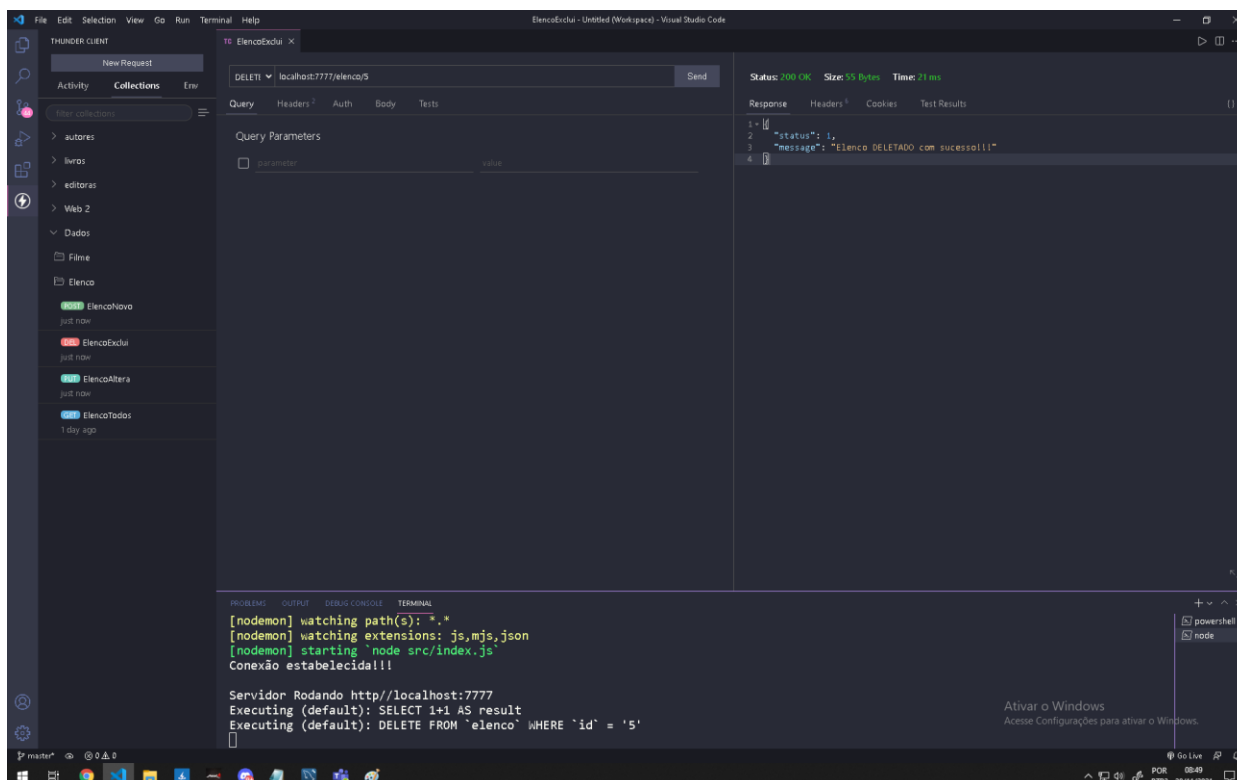 File Edit Selection View Go Run Terminal Help
ElencoExclui - Untitled (Workspace) - Visual Studio Code
THUNDER CLIENT
New Request
Activity Collections Env
filter collections
autores
livros
editoras
Web 2
Dados
Filme
Elenco
POST ElencoNovo
just now
DEL ElencoExclui
just now
PUT ElencoAltera
just now
GET ElencoTodos
1 day ago
TC ElencoExclui
DELETE localhost:7777/elenco/5 Send
Query Headers 2 Auth Body Tests
Query Parameters
parameter value
Status: 200 OK Size: 55 Bytes Time: 21 ms
Response Headers Cookies Test Results {}
1 {
2 "status": 1,
3 "message": "Elenco DELETADO com sucesso!!!"
4 }
PROBLEMS OUTPUT DEBUG CONSOLE TERMINAL
[nodemon] watching path(s): *.*
[nodemon] watching extensions: js,mjs,json
[nodemon] starting `node src/index.js`
Conexão estabelecida!!!
Servidor Rodando http//localhost:7777
Executing (default): SELECT 1+1 AS result
Executing (default): DELETE FROM `elenco` WHERE `id` = '5'
powershell
node
Ativar o Windows
Acesse Configurações para ativar o Windows.
master* 0 0 Go Live
POR 08:49